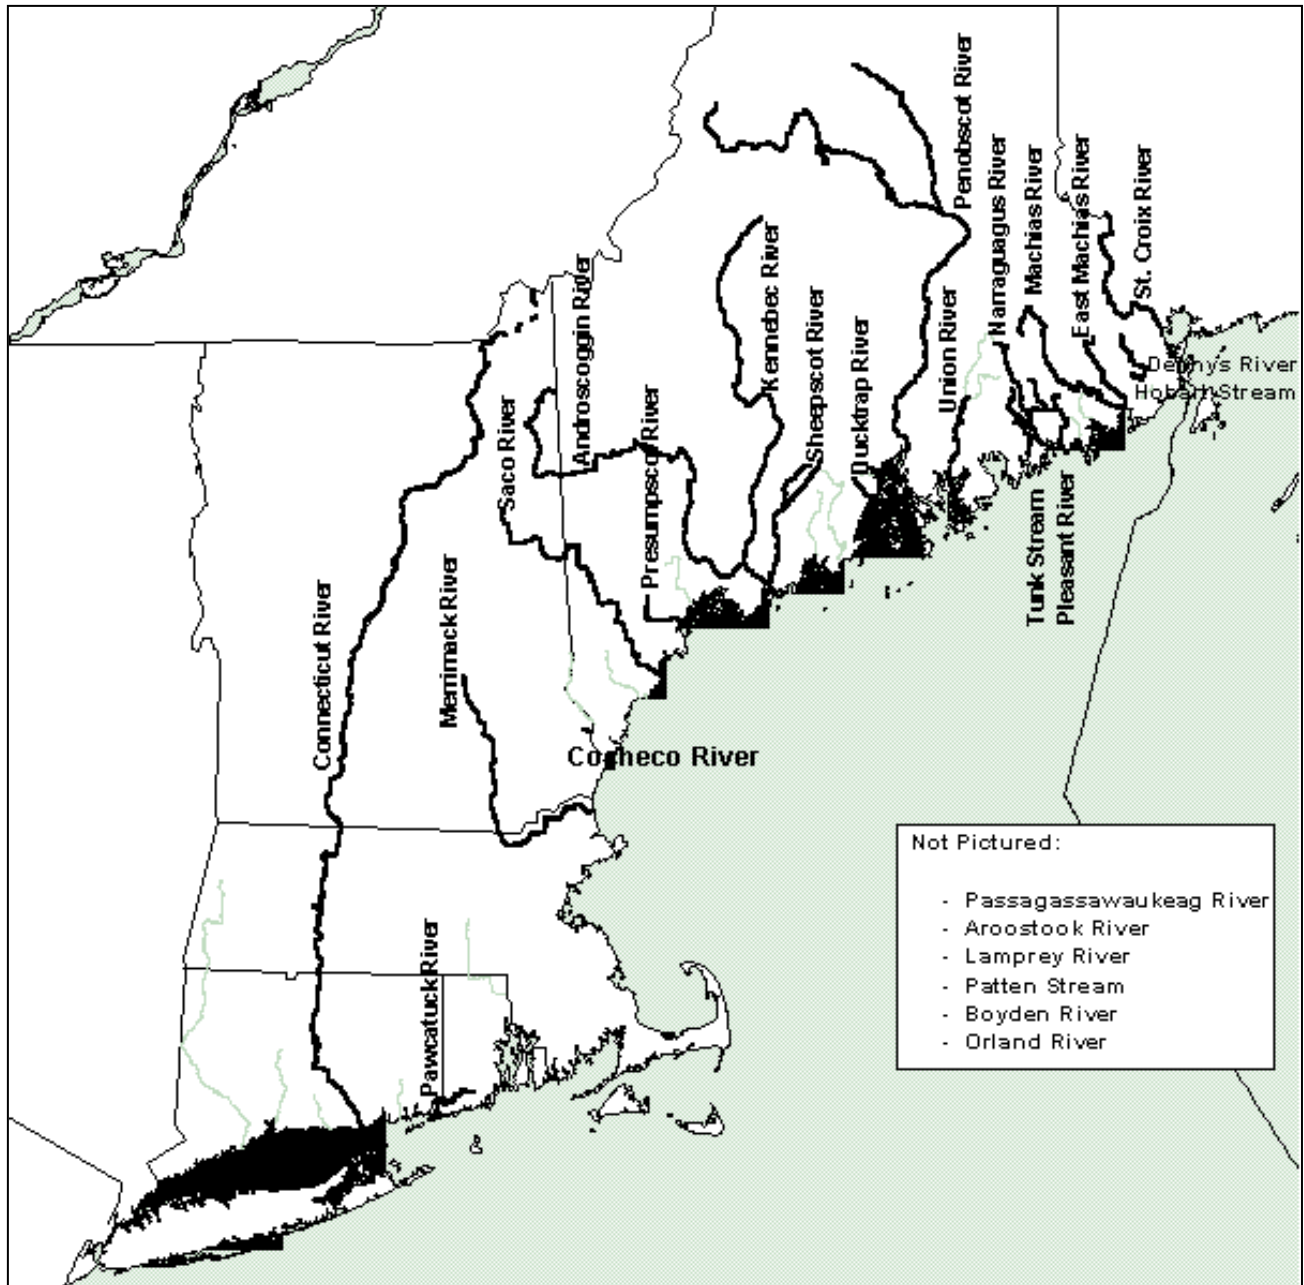 Penobscot River
Narraguagus River
Machias River
East Machias River
St. Croix River
Kennebec River
Androscoggin River
Sheepscot River
Ducktrap River
Union River
Dennys River
Hobart Stream
Saco River
Presumpscot River
Tunk Stream
Pleasant River
Connecticut River
Merrimack River
Cocheco River
Pawcatuck River
Not Pictured:
- Passagassawaukeag River
- Aroostook River
- Lamprey River
- Patten Stream
- Boyden River
- Orland River